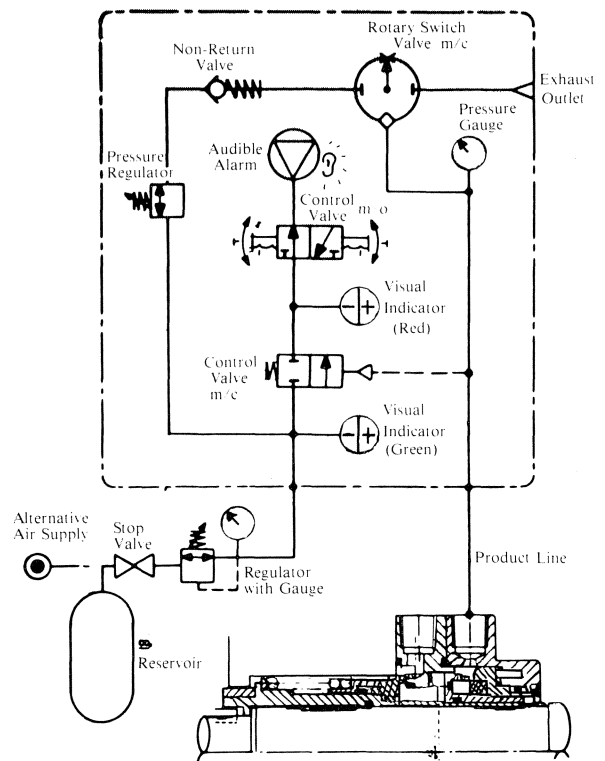 Rotary Switch
Valve m/c
Non-Return
Valve
Exhaust
Outlet
Pressure
Gauge
Audible
Alarm
Pressure
Regulator
Control
Valve m o
Visual
Indicator
(Red)
Control
Valve
m/c
Visual
Indicator
(Green)
Alternative
Air Supply
Stop
Valve
Regulator
with Gauge
Product Line
Reservoir